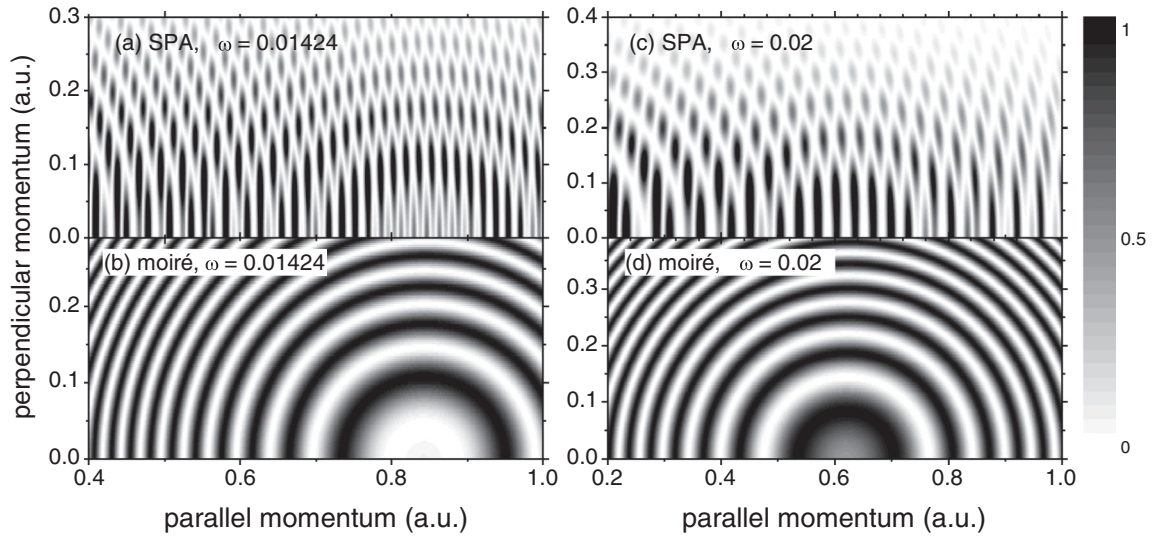 0.3
(a) SPA, ω = 0.01424
0.2
0.1
0.0
(b) moiré, ω = 0.01424
0.2
0.1
0.0
0.4 0.6 0.8 1.0
parallel momentum (a.u.)
perpendicular momentum (a.u.)
0.4
(c) SPA, ω = 0.02
0.3
0.2
0.1
0.0
(d) moiré, ω = 0.02
0.3
0.2
0.1
0.0
0.2 0.4 0.6 0.8 1.0
parallel momentum (a.u.)
1
0.5
0